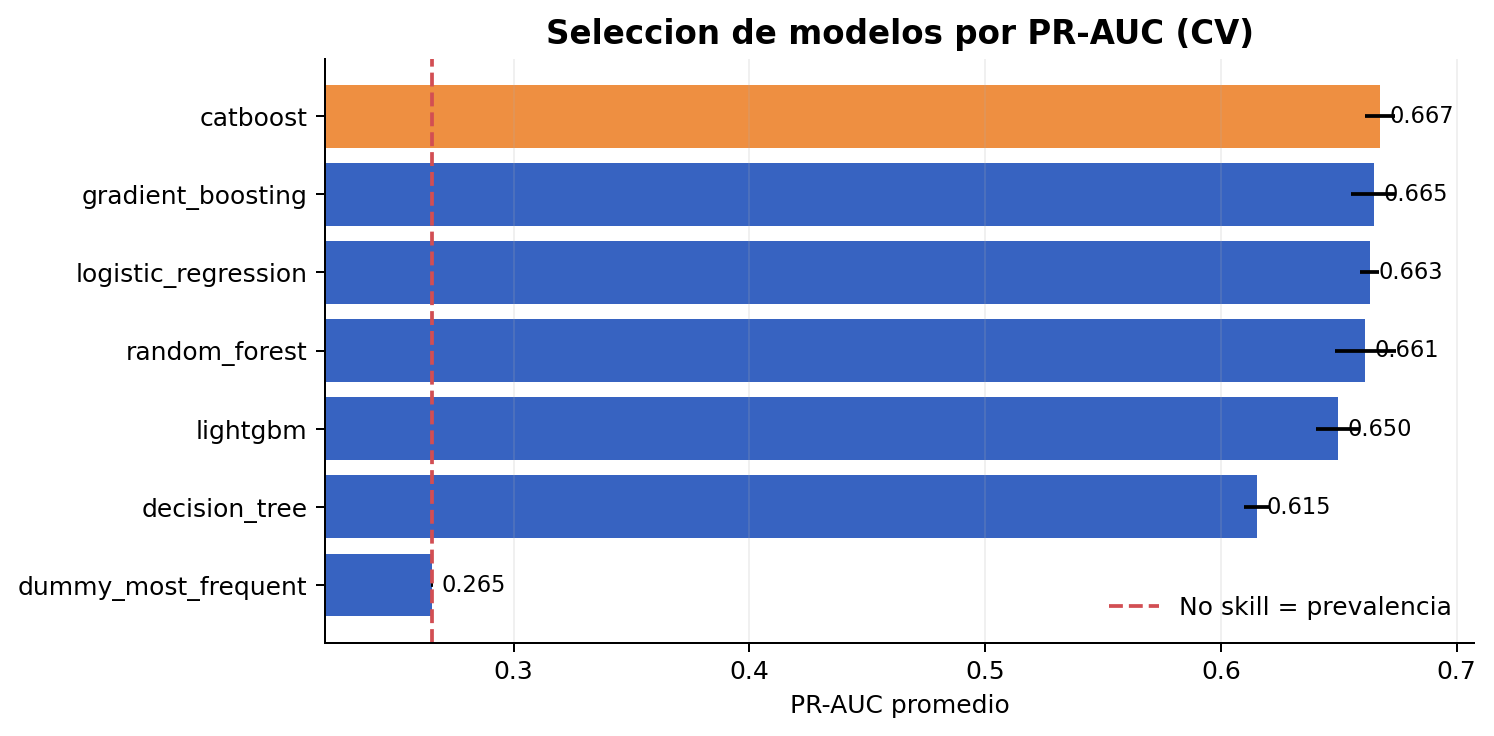 Seleccion de modelos por PR-AUC (CV)
catboost
0.667
gradient_boosting
0.665
logistic_regression
0.663
random_forest
0.661
lightgbm
0.650
decision_tree
0.615
dummy_most_frequent
0.265
No skill = prevalencia
0.3 0.4 0.5 0.6 0.7
PR-AUC promedio